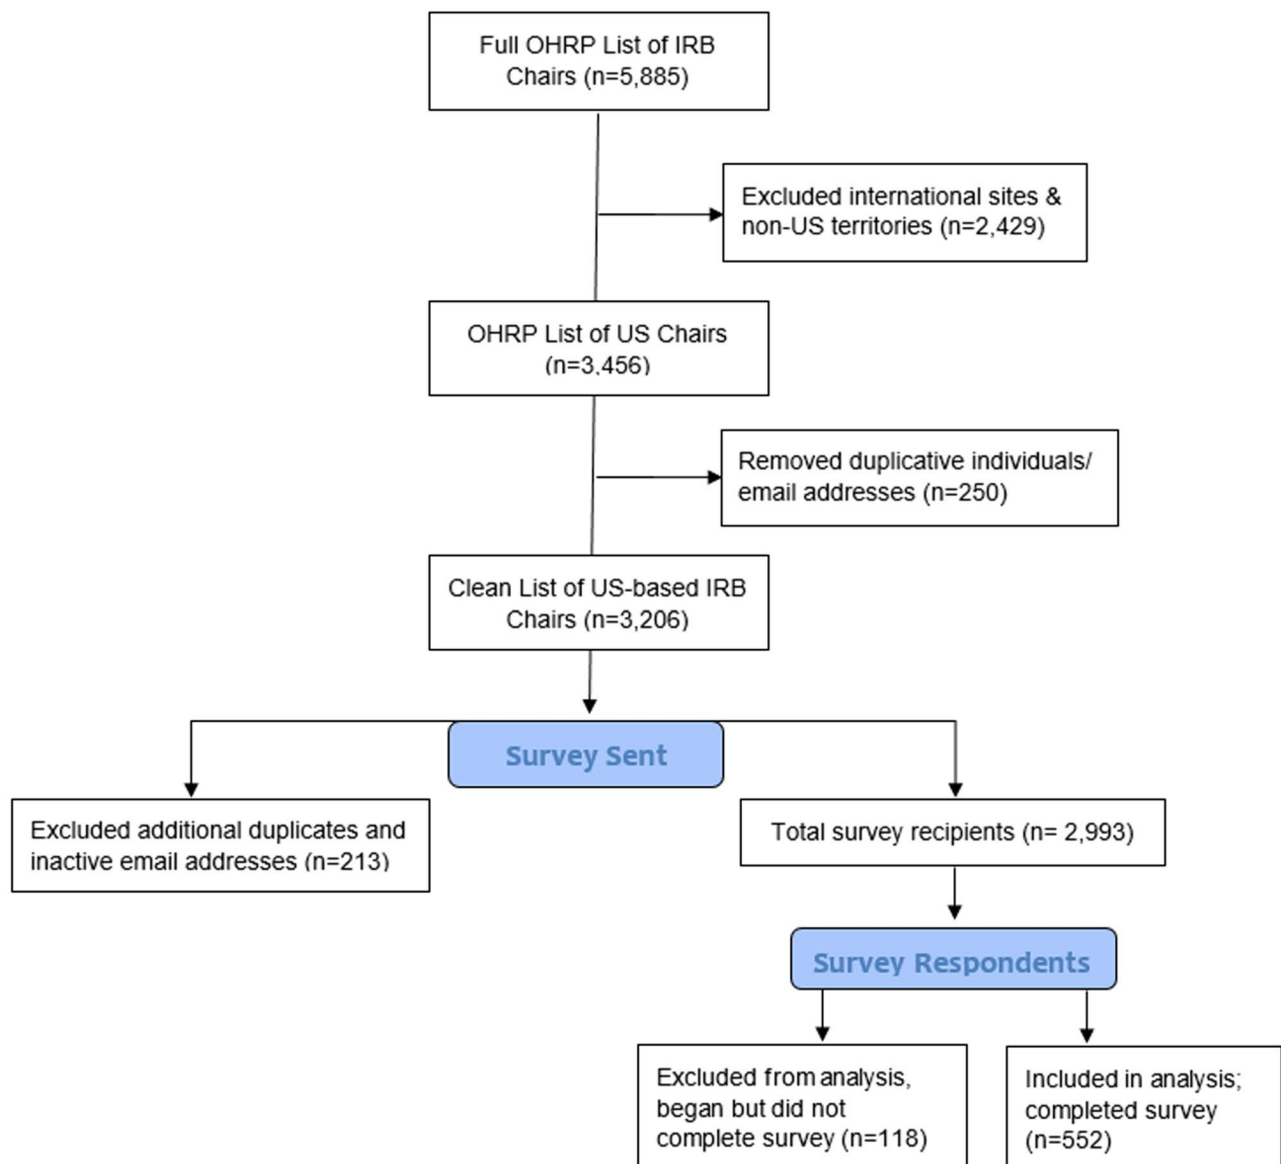 Full OHRP List of IRB
Chairs (n=5,885)
Excluded international sites &
non-US territories (n=2,429)
OHRP List of US Chairs
(n=3,456)
Removed duplicative individuals/
email addresses (n=250)
Clean List of US-based IRB
Chairs (n=3,206)
Survey Sent
Excluded additional duplicates and
inactive email addresses (n=213)
Total survey recipients (n= 2,993)
Survey Respondents
Excluded from analysis,
began but did not
complete survey (n=118)
Included in analysis;
completed survey
(n=552)